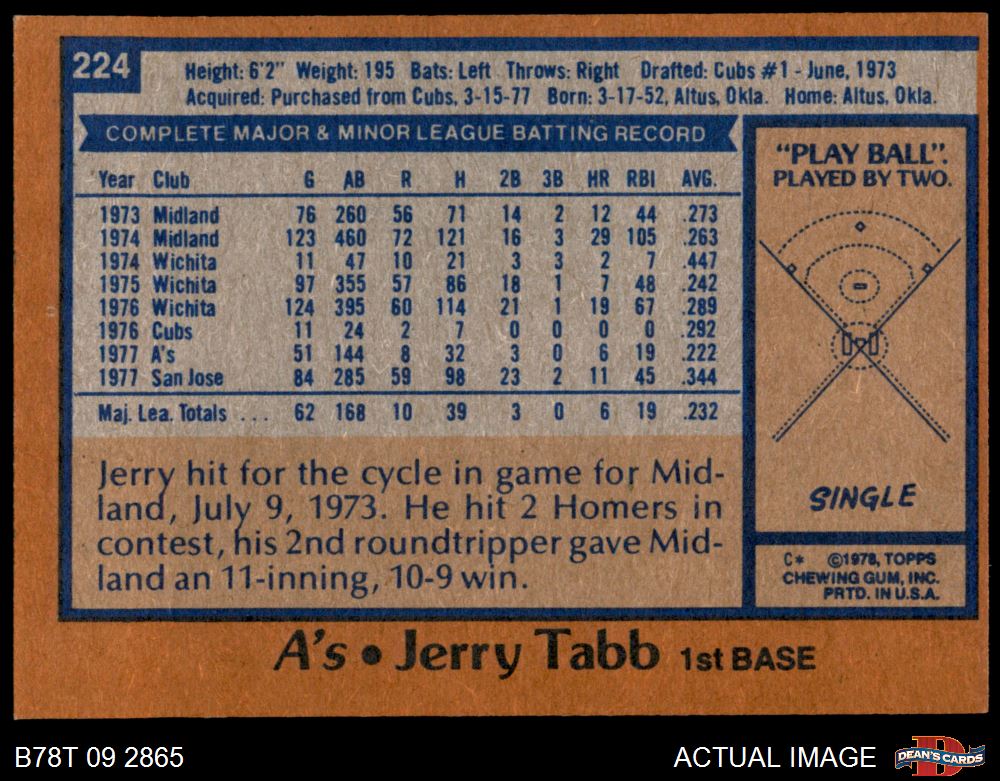 224
Height: 6'2" Weight: 195 Bats: Left Throws: Right Drafted: Cubs #1 - June, 1973
Acquired: Purchased from Cubs, 3-15-77 Born: 3-17-52, Altus, Okla. Home: Altus, Okla.
COMPLETE MAJOR & MINOR LEAGUE BATTING RECORD
Year Club G AB R H 2B 3B HR RBI AVG.
1973 Midland 76 260 56 71 14 2 12 44 .273
1974 Midland 123 460 72 121 16 3 29 105 .263
1974 Wichita 11 47 10 21 3 3 2 7 .447
1975 Wichita 97 355 57 86 18 1 7 48 .242
1976 Wichita 124 395 60 114 21 1 19 67 .289
1976 Cubs 11 24 2 7 0 0 0 0 .292
1977 A's 51 144 8 32 3 0 6 19 .222
1977 San Jose 84 285 59 98 23 2 11 45 .344
Maj. Lea. Totals ... 62 168 10 39 3 0 6 19 .232
Jerry hit for the cycle in game for Mid-
land, July 9, 1973. He hit 2 Homers in
contest, his 2nd roundtripper gave Mid-
land an 11-inning, 10-9 win.
"PLAY BALL".
PLAYED BY TWO.
SINGLE
C* ©1978, TOPPS
CHEWING GUM, INC.
PRTD. IN U.S.A.
A's • Jerry Tabb 1st BASE
B78T 09 2865
ACTUAL IMAGE
DEAN'S CARDS